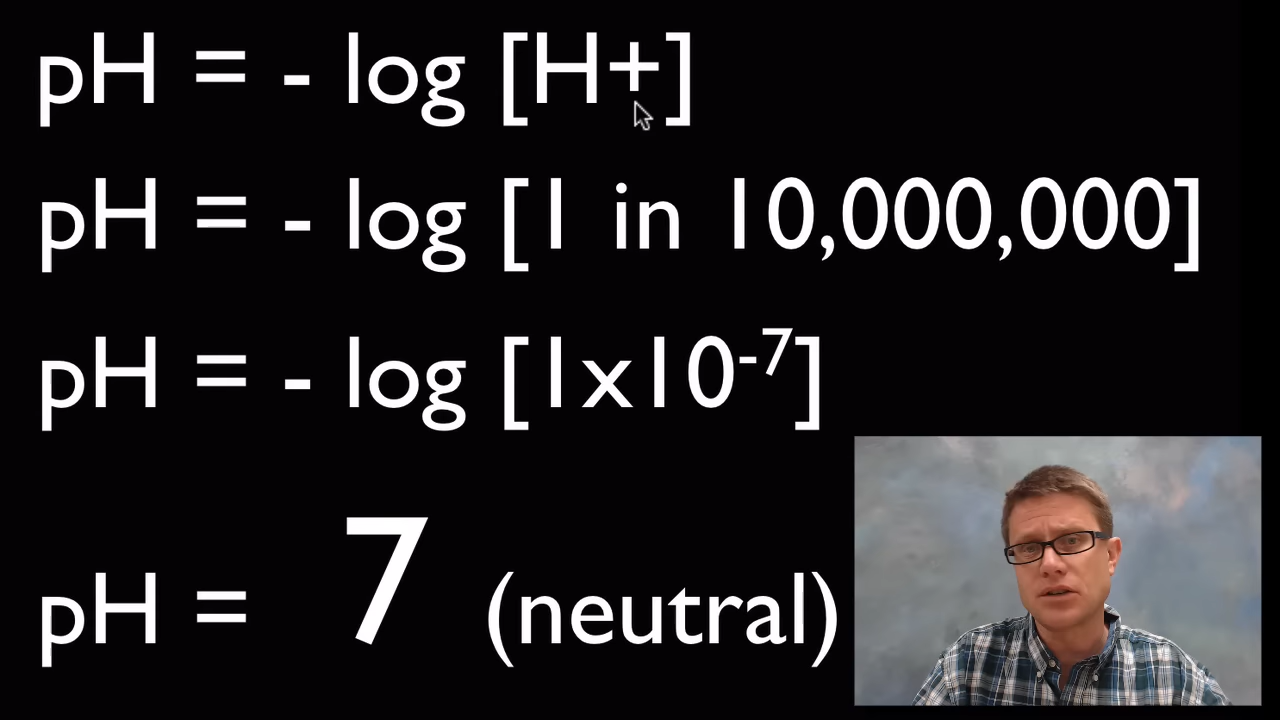 pH = - log [H+]
pH = - log [1 in 10,000,000]
pH = - log [1x10⁻⁷]
pH = 7 (neutral)